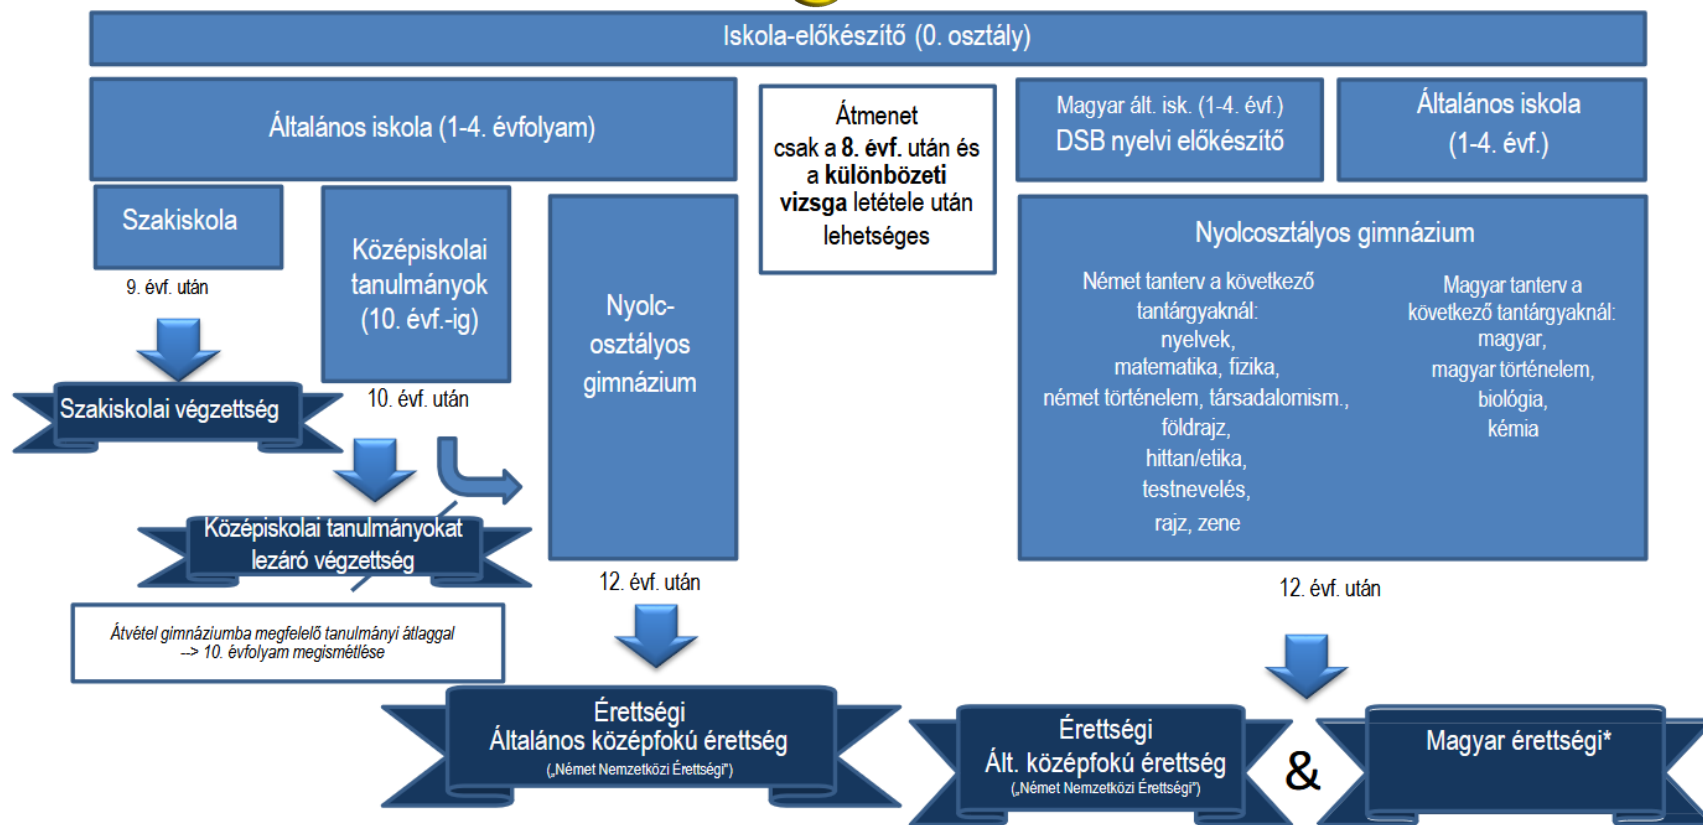 Iskola-előkészítő (0. osztály)
Általános iskola (1-4. évfolyam)
Átmenet
csak a 8. évf. után és
a különbözeti
vizsga letétele után
lehetséges
Magyar ált. isk. (1-4. évf.)
DSB nyelvi előkészítő
Általános iskola
(1-4. évf.)
Szakiskola
9. évf. után
Szakiskolai végzettség
Középiskolai
tanulmányok
(10. évf.-ig)
10. évf. után
Középiskolai tanulmányokat
lezáró végzettség
Átvétel gimnáziumba megfelelő tanulmányi átlaggal
--> 10. évfolyam megismétlése
Nyolc-
osztályos
gimnázium
12. évf. után
Érettségi
Általános középfokú érettség
(„Német Nemzetközi Érettségi”)
Nyolcosztályos gimnázium
Német tanterv a következő
tantárgyaknál:
nyelvek,
matematika, fizika,
német történelem, társadalomism.,
földrajz,
hittan/etika,
testnevelés,
rajz, zene
Magyar tanterv a
következő tantárgyaknál:
magyar,
magyar történelem,
biológia,
kémia
12. évf. után
Érettségi
Ált. középfokú érettség
(„Német Nemzetközi Érettségi”)
&
Magyar érettségi*